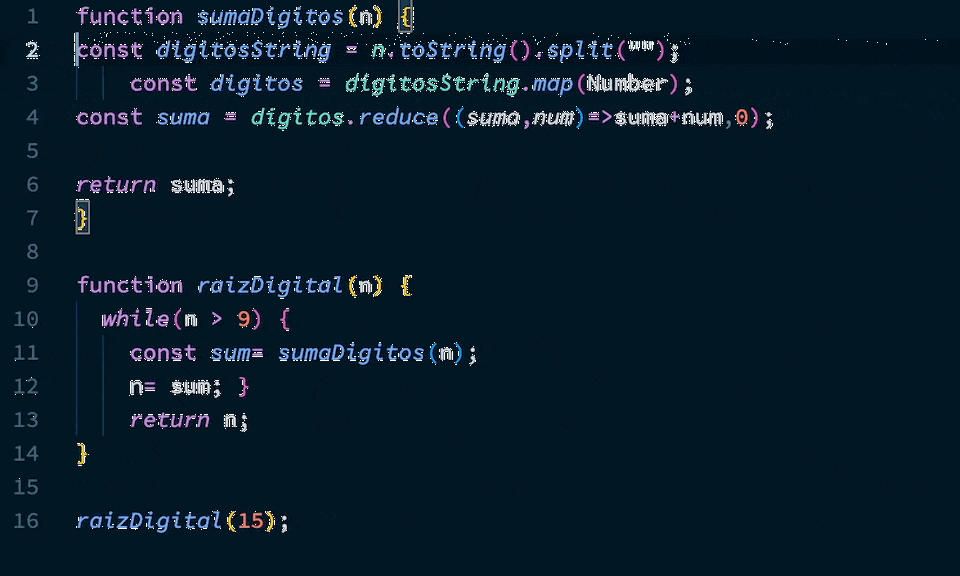 1 function sumaDigitos(n) {
2 const digitosString = n.toString().split("");
3 const digitos = digitosString.map(Number);
4 const suma = digitos.reduce((suma,num)=>suma+num,0);
5
6 return suma;
7 }
8
9 function raizDigital(n) {
10 while(n > 9) {
11 const sum= sumaDigitos(n);
12 n= sum; }
13 return n;
14 }
15
16 raizDigital(15);